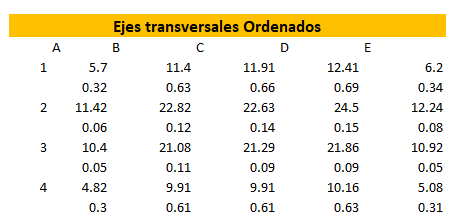 Ejes transversales Ordenados
A B C D E
1 5.7 11.4 11.91 12.41 6.2
0.32 0.63 0.66 0.69 0.34
2 11.42 22.82 22.63 24.5 12.24
0.06 0.12 0.14 0.15 0.08
3 10.4 21.08 21.29 21.86 10.92
0.05 0.11 0.09 0.09 0.05
4 4.82 9.91 9.91 10.16 5.08
0.3 0.61 0.61 0.63 0.31